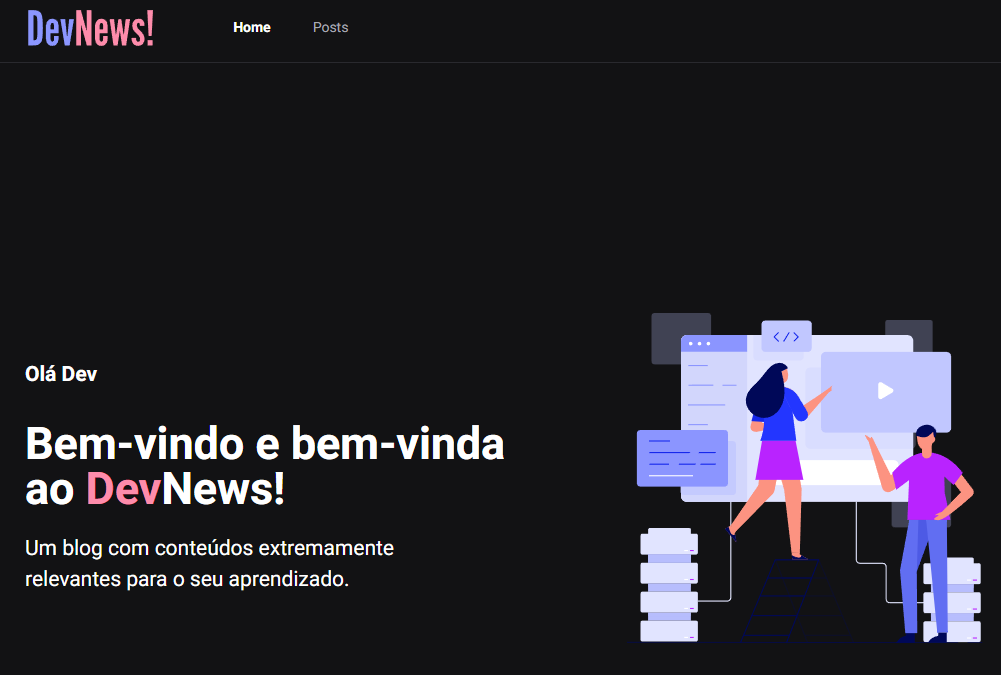 DevNews!
Home
Posts
Olá Dev
Bem-vindo e bem-vinda
ao DevNews!
Um blog com conteúdos extremamente
relevantes para o seu aprendizado.
</>